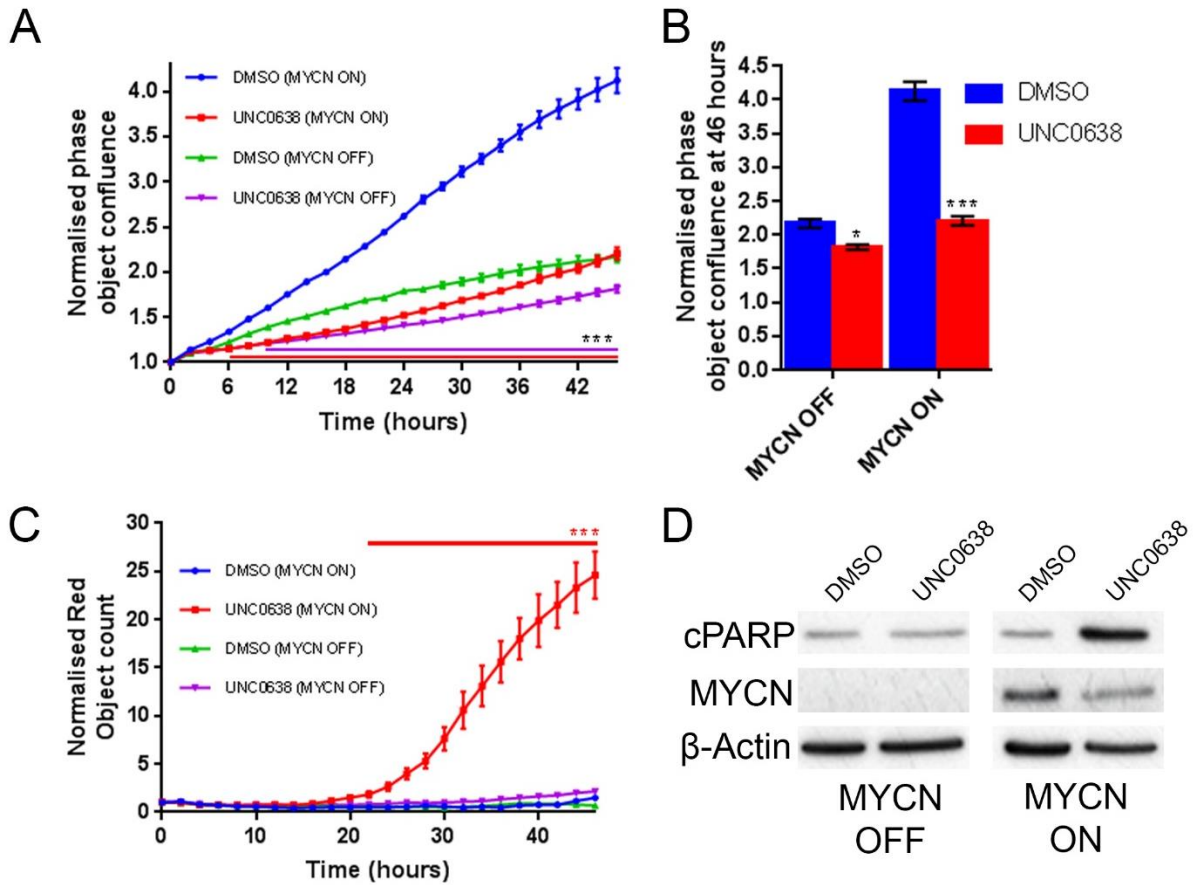 A
Normalised phase
object confluence
4.0
3.5
3.0
2.5
2.0
1.5
1.0
DMSO (MYCN ON)
UNC0638 (MYCN ON)
DMSO (MYCN OFF)
UNC0638 (MYCN OFF)
***
0 6 12 18 24 30 36 42
Time (hours)
B
Normalised phase
object confluence at 46 hours
4.5
4.0
3.5
3.0
2.5
2.0
1.5
1.0
0.5
0.0
DMSO
UNC0638
*
***
MYCN OFF
MYCN ON
C
Normalised Red
Object count
30
25
20
15
10
5
0
***
DMSO (MYCN ON)
UNC0638 (MYCN ON)
DMSO (MYCN OFF)
UNC0638 (MYCN OFF)
0 10 20 30 40
Time (hours)
D
DMSO UNC0638 DMSO UNC0638
cPARP
MYCN
β-Actin
MYCN MYCN
OFF ON